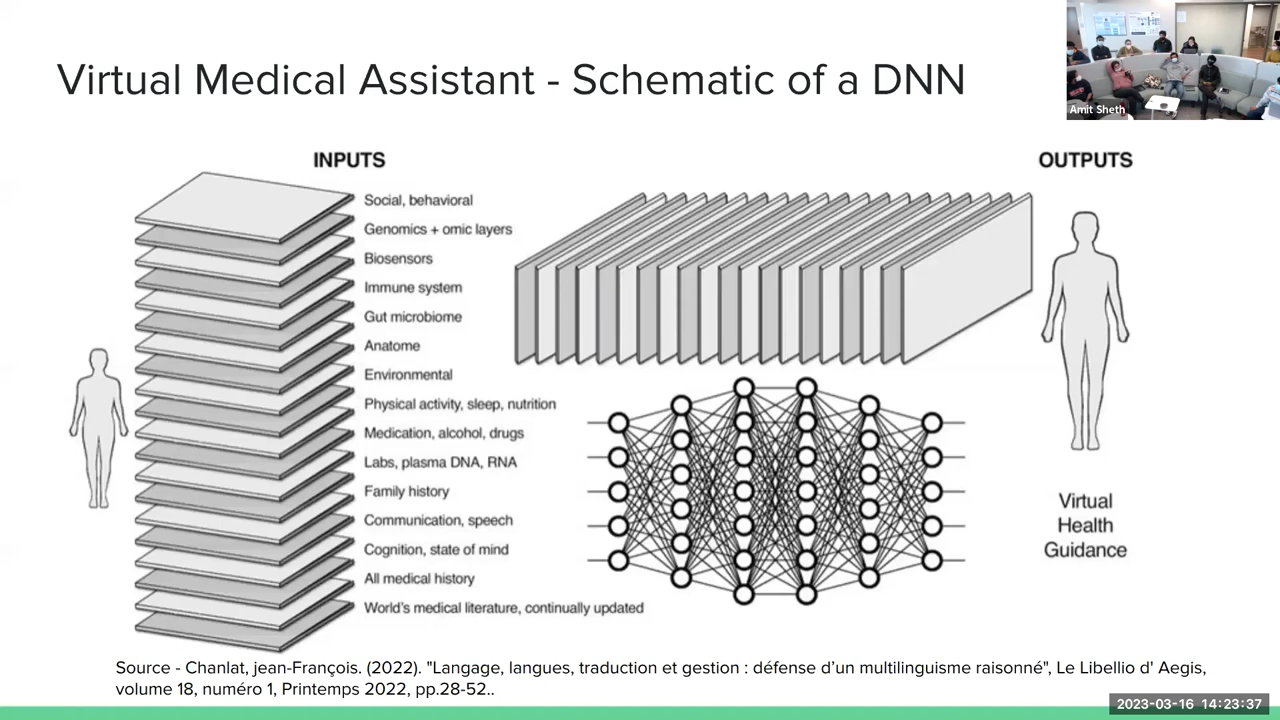 Virtual Medical Assistant - Schematic of a DNN
Amit Sheth
INPUTS
OUTPUTS
Social, behavioral
Genomics + omic layers
Biosensors
Immune system
Gut microbiome
Anatome
Environmental
Physical activity, sleep, nutrition
Medication, alcohol, drugs
Labs, plasma DNA, RNA
Family history
Communication, speech
Cognition, state of mind
All medical history
World's medical literature, continually updated
Virtual
Health
Guidance
Source - Chanlat, jean-François. (2022). "Langage, langues, traduction et gestion : défense d’un multilinguisme raisonné", Le Libellio d' Aegis,
volume 18, numéro 1, Printemps 2022, pp.28-52..
2023-03-16 14:23:37